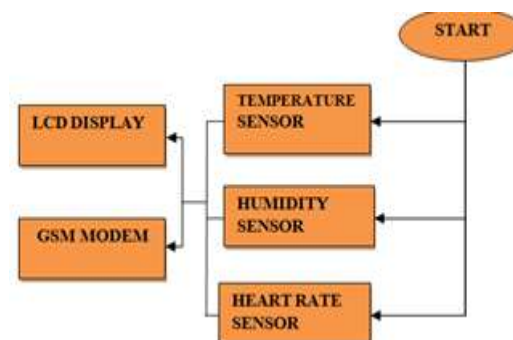 START
TEMPERATURE
SENSOR
LCD DISPLAY
HUMIDITY
SENSOR
GSM MODEM
HEART RATE
SENSOR